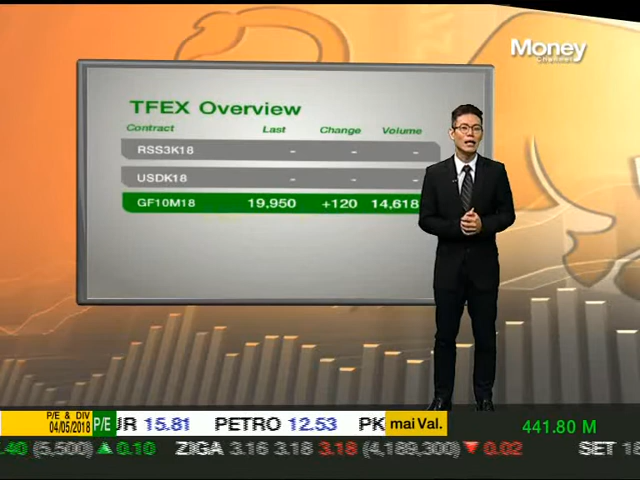 Money
Channel
TFEX Overview
Contract Last Change Volume
RSS3K18 - - -
USDK18 - - -
GF10M18 19,950 +120 14,618
P/E & DIV
04/05/2018
P/E
UR 15.81 PETRO 12.53 PK
mai Val.
441.80 M
.40 (5,500) ▲ 0.10 ZIGA 3.16 3.18 3.18 (4,189,300) ▼ 0.02 SET 18